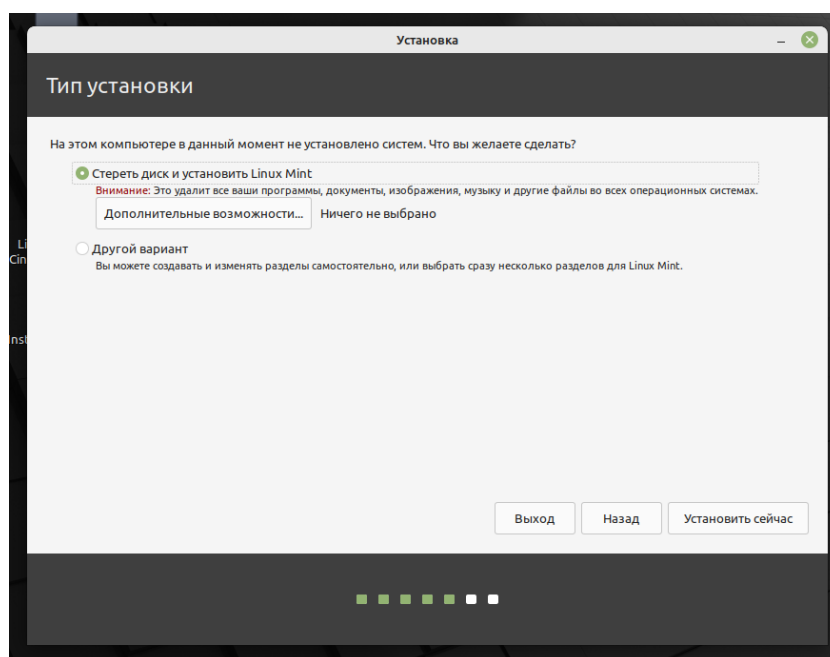 Установка
Тип установки
На этом компьютере в данный момент не установлено систем. Что вы желаете сделать?
Стереть диск и установить Linux Mint
Внимание: Это удалит все ваши программы, документы, изображения, музыку и другие файлы во всех операционных системах.
Дополнительные возможности... Ничего не выбрано
Другой вариант
Li
Cin
Вы можете создавать и изменять разделы самостоятельно, или выбрать сразу несколько разделов для Linux Mint.
Inst
Выход Назад Установить сейчас